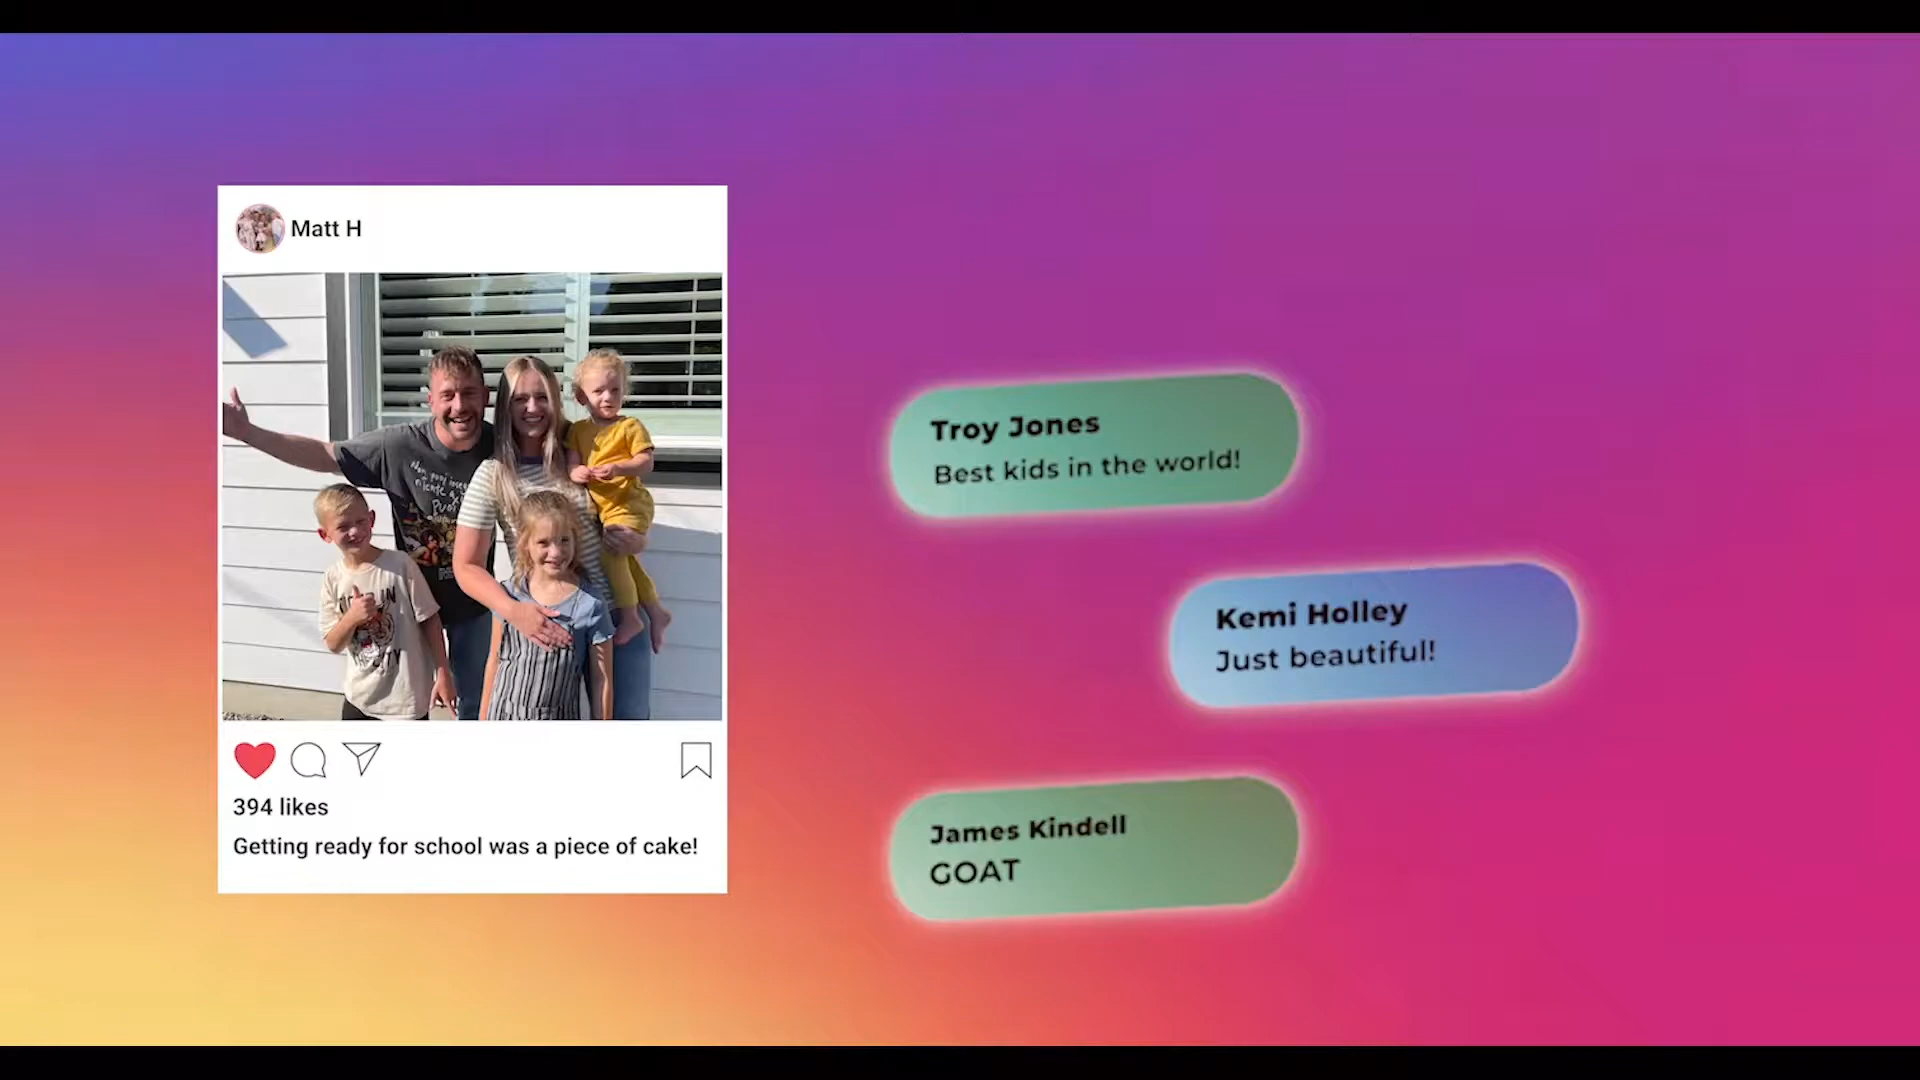 Matt H
394 likes
Getting ready for school was a piece of cake!
Troy Jones
Best kids in the world!
Kemi Holley
Just beautiful!
James Kindell
GOAT